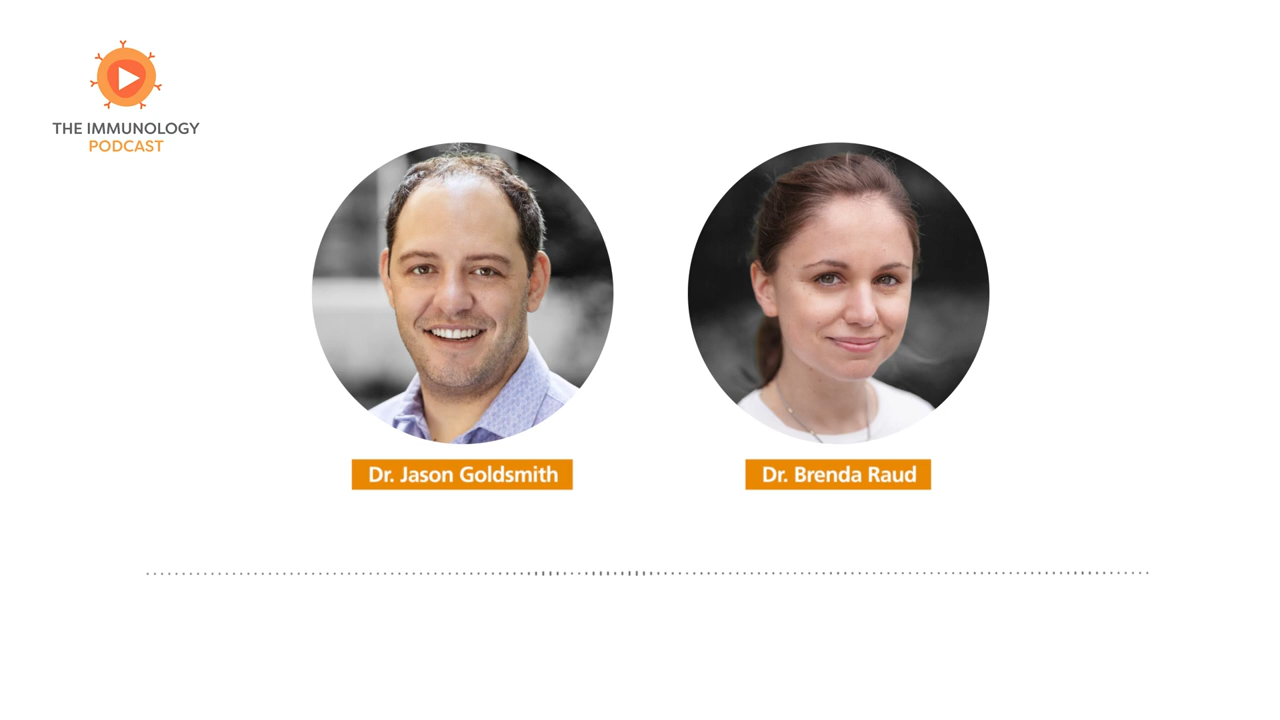 THE IMMUNOLOGY
PODCAST
Dr. Jason Goldsmith
Dr. Brenda Raud